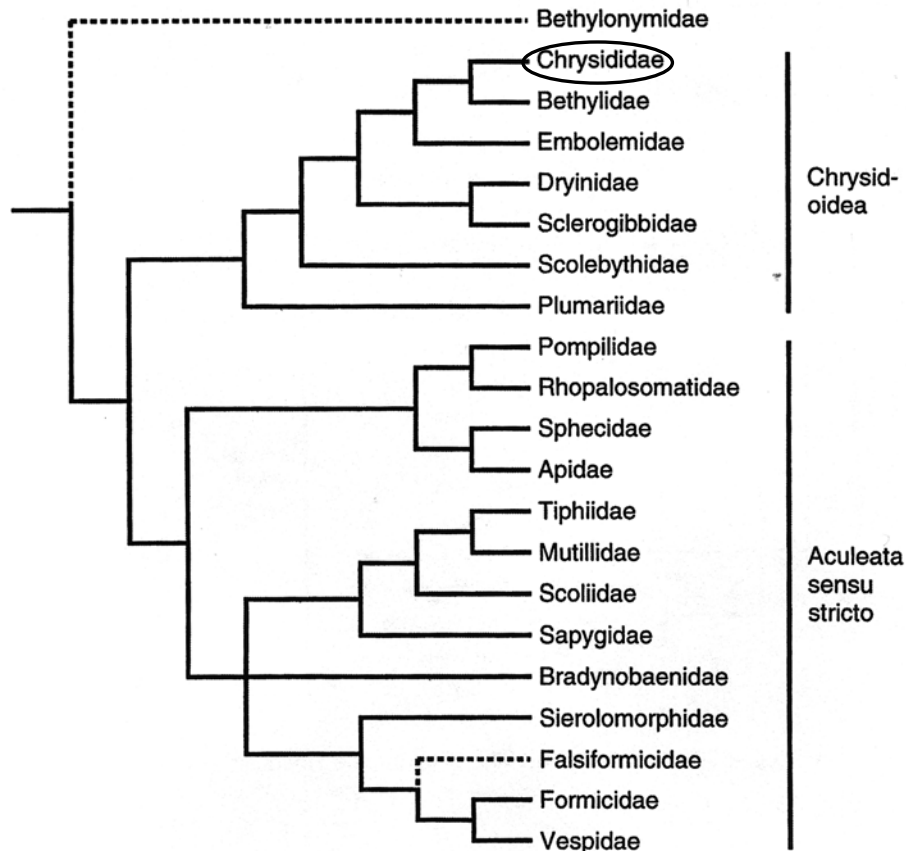 Bethylonymidae
Chrysididae
Bethylidae
Embolemidae
Dryinidae
Sclerogibbidae
Scolebythidae
Plumariidae
Chrysid-
oidea
Pompilidae
Rhopalosomatidae
Sphecidae
Apidae
Tiphiidae
Mutillidae
Scoliidae
Sapygidae
Bradynobaenidae
Sierolomorphidae
Falsiformicidae
Formicidae
Vespidae
Aculeata
sensu
stricto